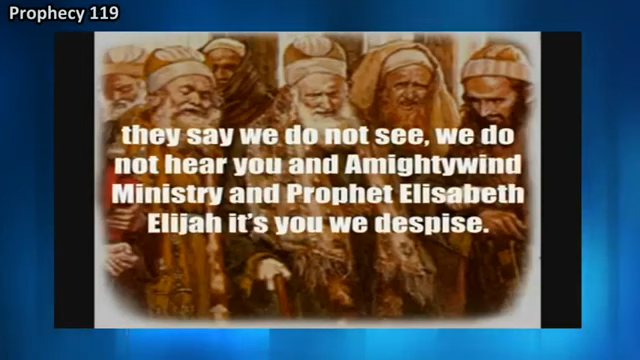 Prophecy 119
they say we do not see, we do
not hear you and Amightywind
Ministry and Prophet Elisabeth
Elijah it's you we despise.